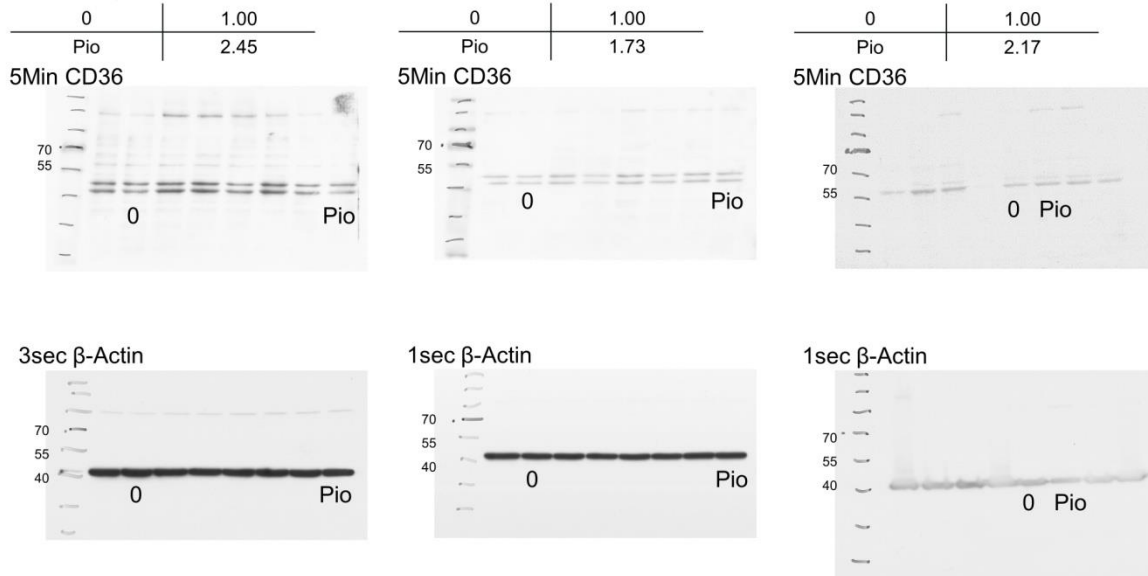 0 1.00
Pio 2.45
5Min CD36
70
55
0 Pio
0 1.00
Pio 1.73
5Min CD36
70
55
0 Pio
0 1.00
Pio 2.17
5Min CD36
70
55
0 Pio
3sec β-Actin
70
55
40
0 Pio
1sec β-Actin
70
55
40
0 Pio
1sec β-Actin
70
55
40
0 Pio